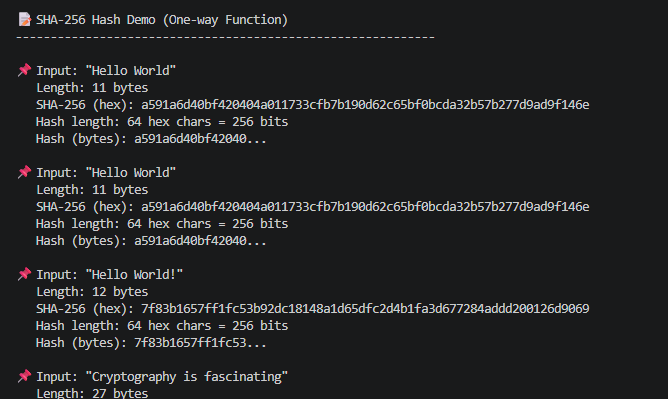 📝 SHA-256 Hash Demo (One-way Function)
------------------------------------------------------------
📌 Input: "Hello World"
Length: 11 bytes
SHA-256 (hex): a591a6d40bf420404a011733cfb7b190d62c65bf0bcda32b57b277d9ad9f146e
Hash length: 64 hex chars = 256 bits
Hash (bytes): a591a6d40bf42040...
📌 Input: "Hello World"
Length: 11 bytes
SHA-256 (hex): a591a6d40bf420404a011733cfb7b190d62c65bf0bcda32b57b277d9ad9f146e
Hash length: 64 hex chars = 256 bits
Hash (bytes): a591a6d40bf42040...
📌 Input: "Hello World!"
Length: 12 bytes
SHA-256 (hex): 7f83b1657ff1fc53b92dc18148a1d65dfc2d4b1fa3d677284addd200126d9069
Hash length: 64 hex chars = 256 bits
Hash (bytes): 7f83b1657ff1fc53...
📌 Input: "Cryptography is fascinating"
Length: 27 bytes